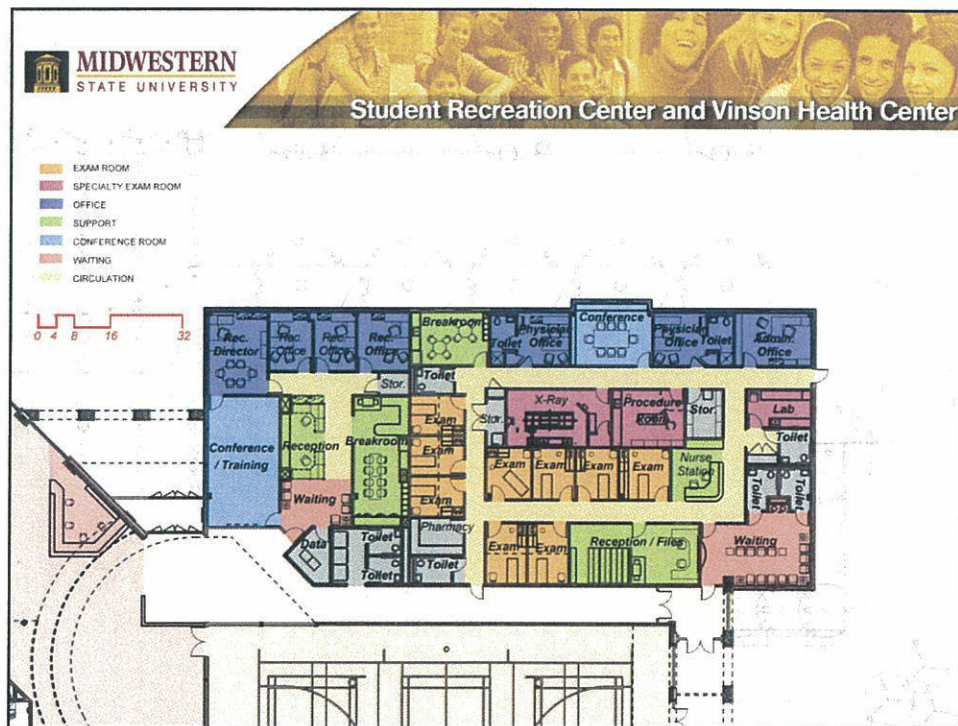 MIDWESTERN
STATE UNIVERSITY
Student Recreation Center and Vinson Health Center
EXAM ROOM
SPECIALTY EXAM ROOM
OFFICE
SUPPORT
CONFERENCE ROOM
WAITING
CIRCULATION
0 4 8 16 32
Rec. Director
Rec. Office
Rec. Office
Rec. Office
Breakroom
Toilet
Physician Office
Conference
Physician Office
Toilet
Admin. Office
Stor.
Toilet
Conference / Training
Reception
Breakroom
Exam
Exam
Exam
Stor.
X-Ray
Procedure Room
Stor
Lab
Toilet
Exam
Exam
Exam
Exam
Nurse Station
Toilet
Toilet
Waiting
Data
Toilet
Toilet
Pharmacy
Toilet
Exam
Exam
Reception / Files
Waiting